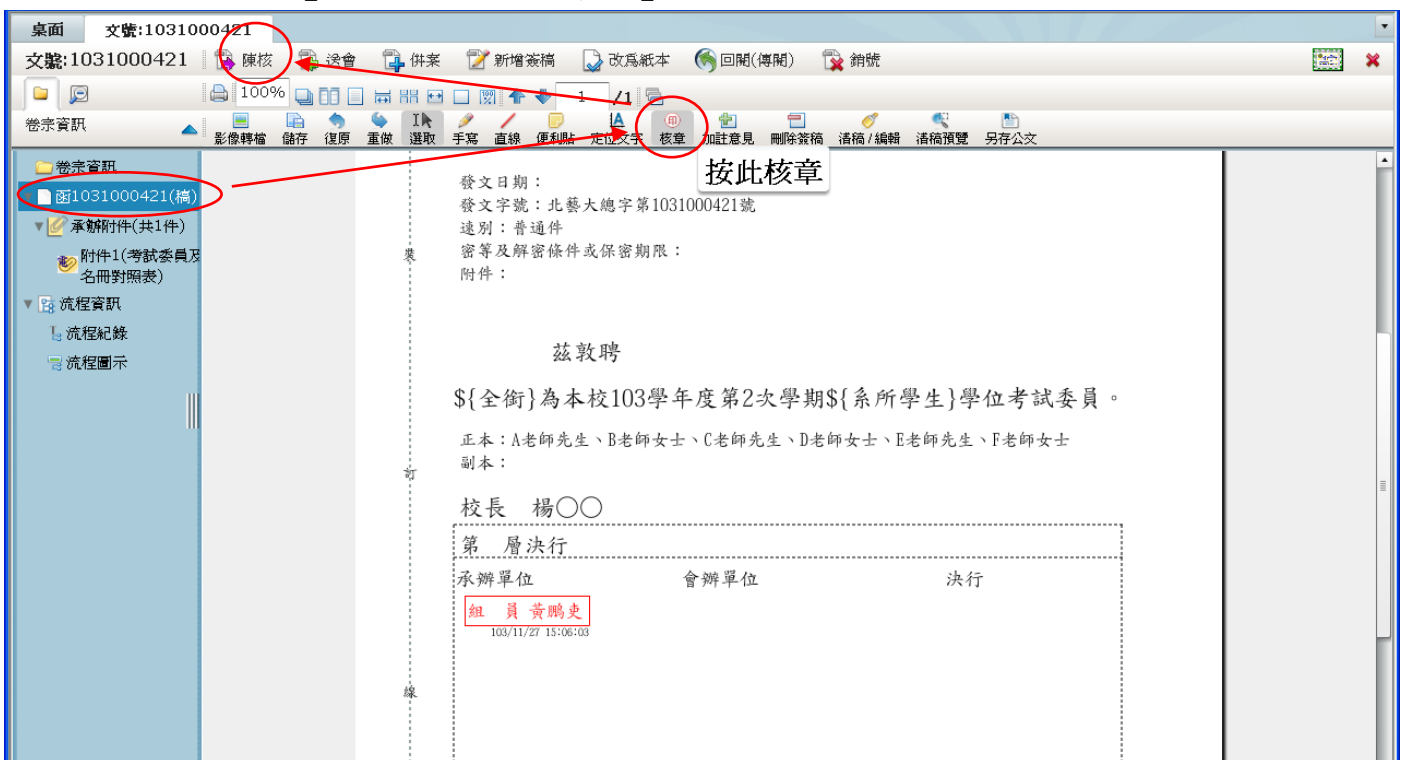 桌面 文號:1031000421
文號:1031000421 陳核 送會 併案 新增簽稿 改為紙本 回閱(傳閱) 銷號
100% 1 /1
卷宗資訊 影像轉檔 儲存 復原 重做 選取 手寫 直線 便利貼 定位文字 核章 加註意見 刪除簽稿 清稿/編輯 清稿預覽 另存公文
按此核章
卷宗資訊
函1031000421(稿)
承辦附件(共1件)
附件1(考試委員及
名冊對照表)
流程資訊
流程紀錄
流程圖示
發文日期：
發文字號：北藝大總字第1031000421號
速別：普通件
密等及解密條件或保密期限：
附件：
裝
茲敦聘
${全銜}為本校103學年度第2次學期${系所學生}學位考試委員。
正本：A老師先生、B老師女士、C老師先生、D老師女士、E老師先生、F老師女士
副本：
訂
校長 楊〇〇
第 層決行
承辦單位 會辦單位 決行
組 員 黃鵬吏
103/11/27 15:06:03
線